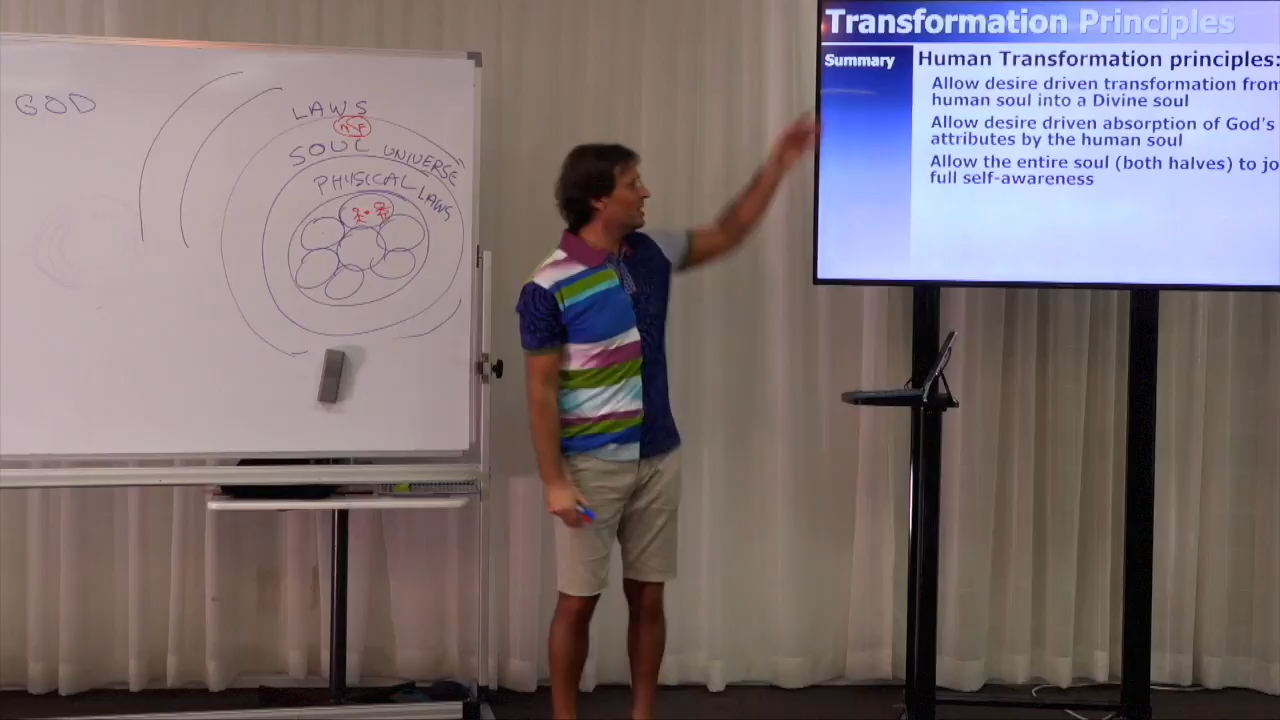 GOD
LAWS
M F
SOUL UNIVERSE
PHYSICAL LAWS
Transformation Principles
Summary
Human Transformation principles:
Allow desire driven transformation from
human soul into a Divine soul
Allow desire driven absorption of God's
attributes by the human soul
Allow the entire soul (both halves) to jo
full self-awareness